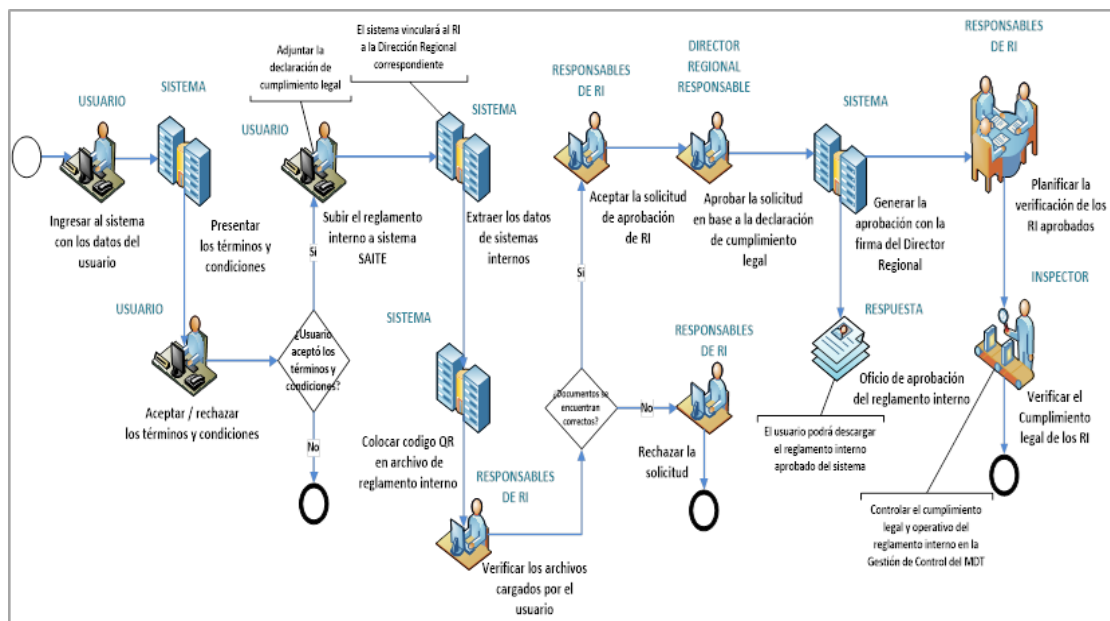 USUARIO
Ingresar al sistema
con los datos del
usuario
SISTEMA
Presentar
los términos y
condiciones
USUARIO
Aceptar / rechazar
los términos y condiciones
¿Usuario
aceptó los
términos y
condiciones?
Si
No
Adjuntar la
declaración de
cumplimiento legal
USUARIO
Subir el reglamento
interno a sistema
SAITE
El sistema vinculará al RI
a la Dirección Regional
correspondiente
SISTEMA
Extraer los datos
de sistemas
internos
SISTEMA
Colocar codigo QR
en archivo de
reglamento interno
RESPONSABLES
DE RI
Verificar los archivos
cargados por el
usuario
¿Documentos se
encuentran
correctos?
Si
No
RESPONSABLES
DE RI
Rechazar la
solicitud
RESPONSABLES
DE RI
Aceptar la solicitud
de aprobación
de RI
DIRECTOR
REGIONAL
RESPONSABLE
Aprobar la solicitud
en base a la declaración
de cumplimiento
legal
SISTEMA
Generar la
aprobación con la
firma del Director
Regional
RESPUESTA
Oficio de aprobación
del reglamento interno
El usuario podrá descargar
el reglamento interno
aprobado del sistema
RESPONSABLES
DE RI
Planificar la
verificación de los
RI aprobados
INSPECTOR
Verificar el
Cumplimiento
legal de los RI
Controlar el cumplimiento
legal y operativo del
reglamento interno en la
Gestión de Control del MDT